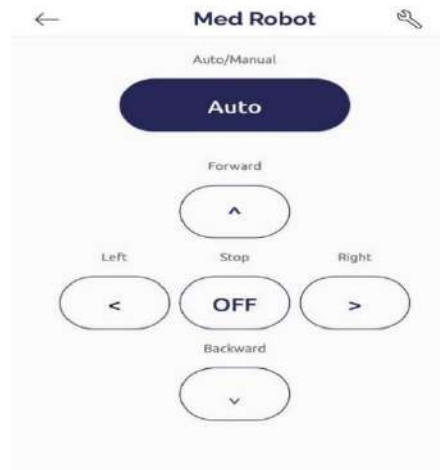 Med Robot
Auto/Manual
Auto
Forward
^
Left Stop Right
< OFF >
Backward
⌄